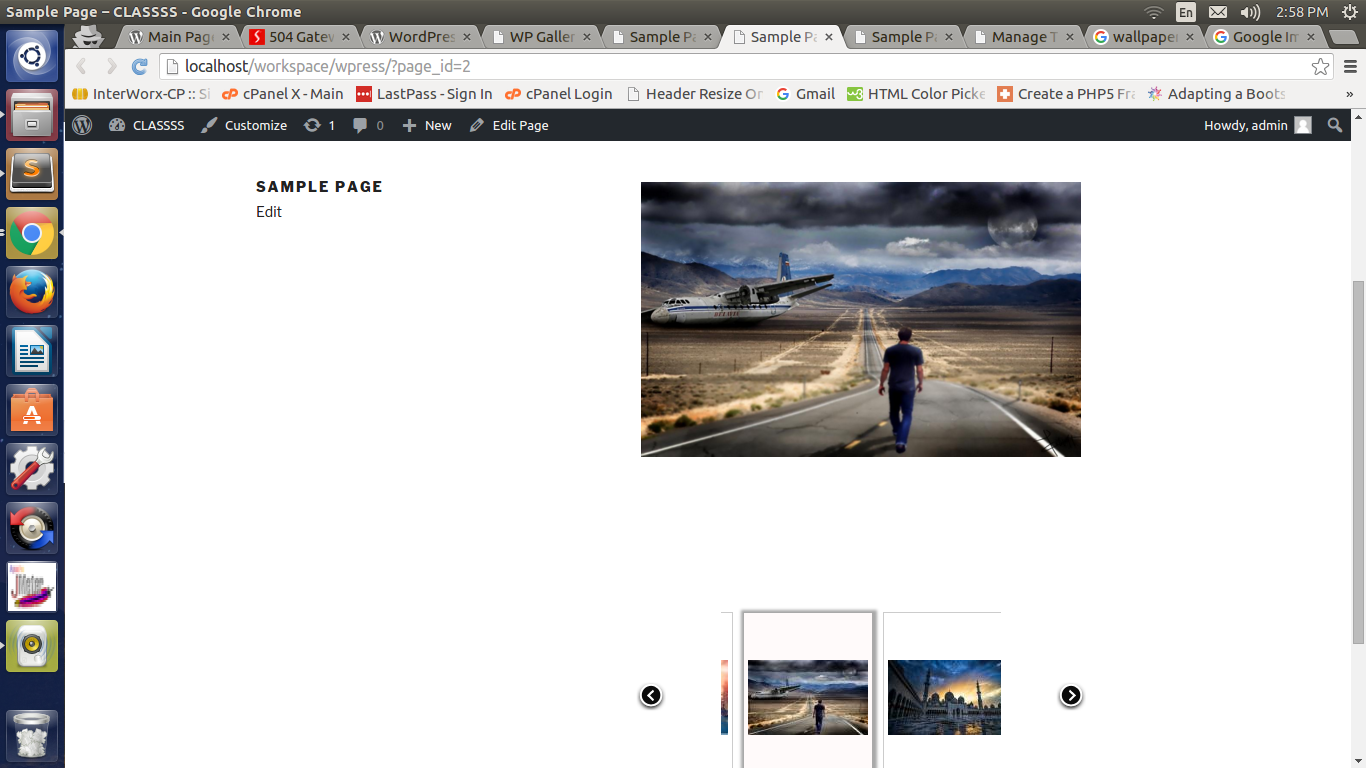 Sample Page – CLASSSS - Google Chrome
En
2:58 PM
Main Page
504 Gatew
WordPres
WP Galler
Sample Pa
Sample Pa
Sample Pa
Manage T
wallpaper
Google Im
localhost/workspace/wpress/?page_id=2
InterWorx-CP :: Si
cPanel X - Main
LastPass - Sign In
cPanel Login
Header Resize On
Gmail
HTML Color Picke
Create a PHP5 Fra
Adapting a Boots
»
CLASSSS
Customize
1
0
New
Edit Page
Howdy, admin
SAMPLE PAGE
Edit